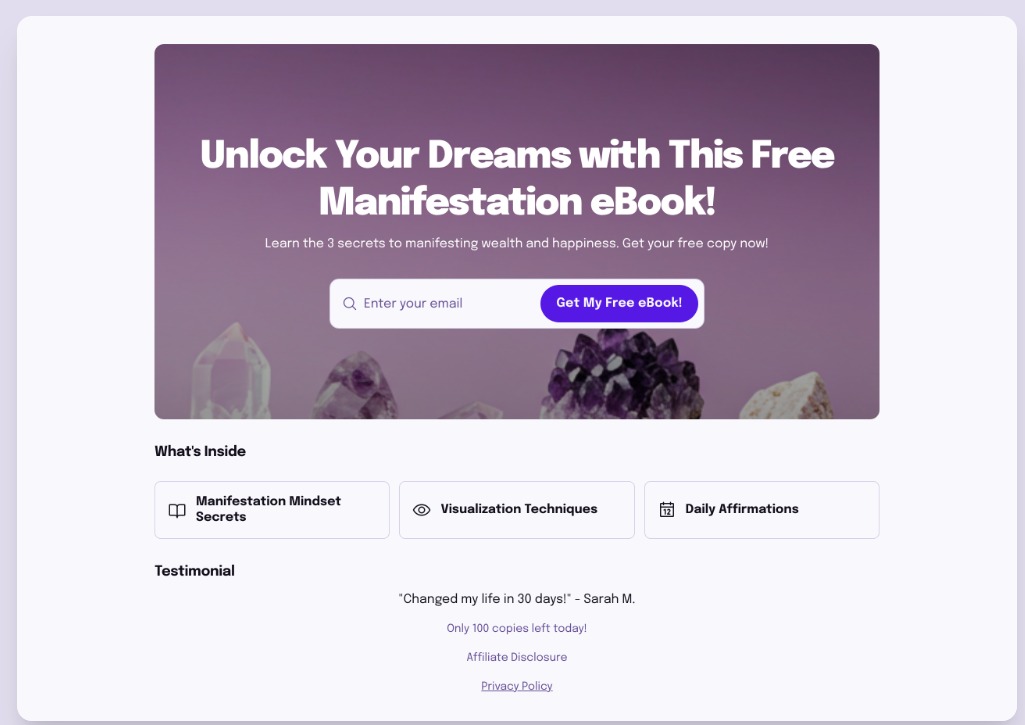 Unlock Your Dreams with This Free
Manifestation eBook!
Learn the 3 secrets to manifesting wealth and happiness. Get your free copy now!
Enter your email
Get My Free eBook!
What's Inside
Manifestation Mindset
Secrets
Visualization Techniques
12
Daily Affirmations
Testimonial
"Changed my life in 30 days!" - Sarah M.
Only 100 copies left today!
Affiliate Disclosure
Privacy Policy